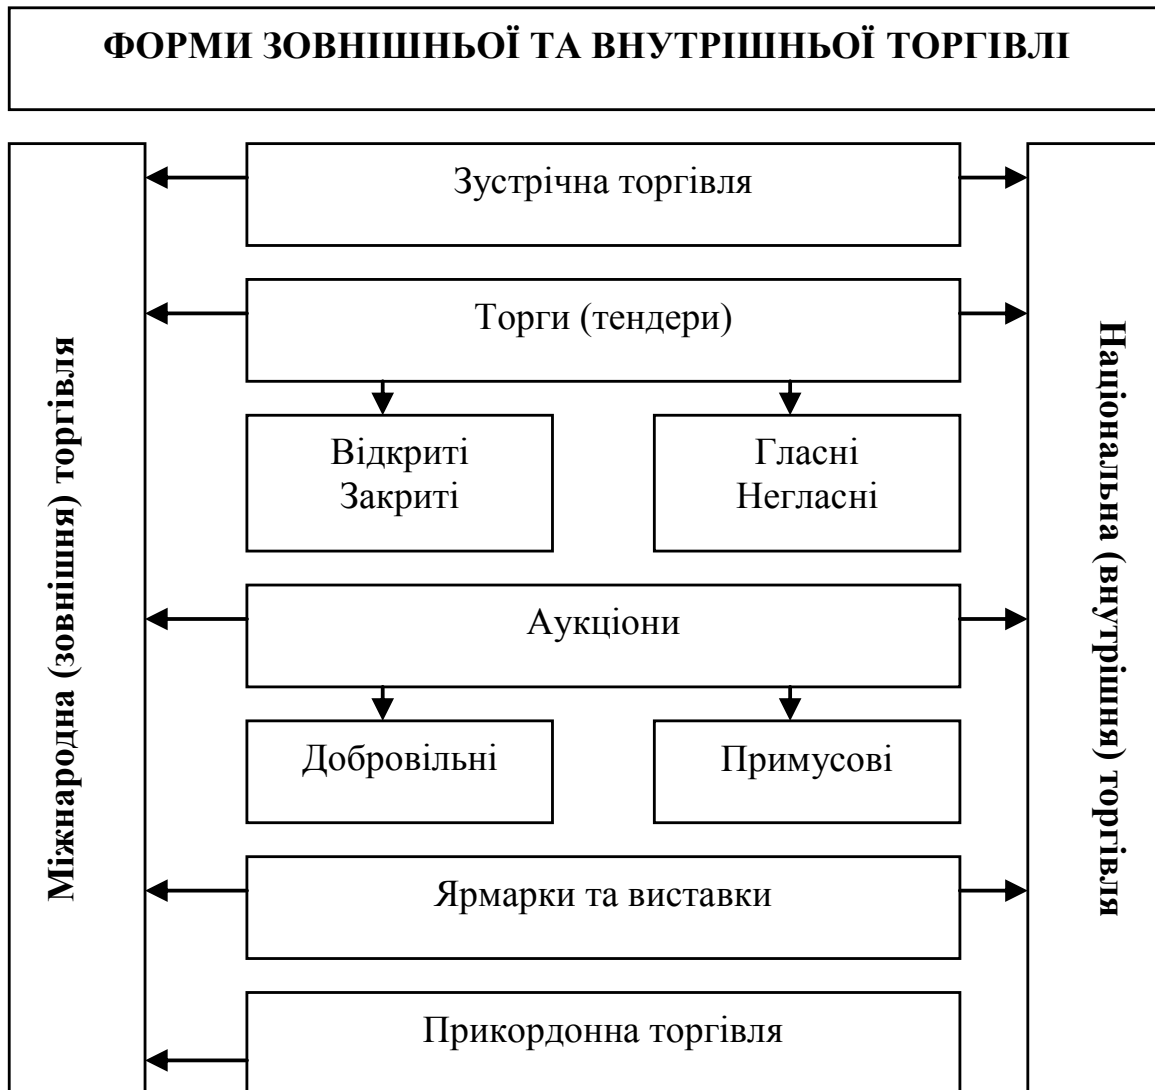 ФОРМИ ЗОВНІШНЬОЇ ТА ВНУТРІШНЬОЇ ТОРГІВЛІ
Міжнародна (зовнішня) торгівля
Зустрічна торгівля
Торги (тендери)
Відкриті
Закриті
Гласні
Негласні
Аукціони
Добровільні
Примусові
Ярмарки та виставки
Прикордонна торгівля
Національна (внутрішня) торгівля